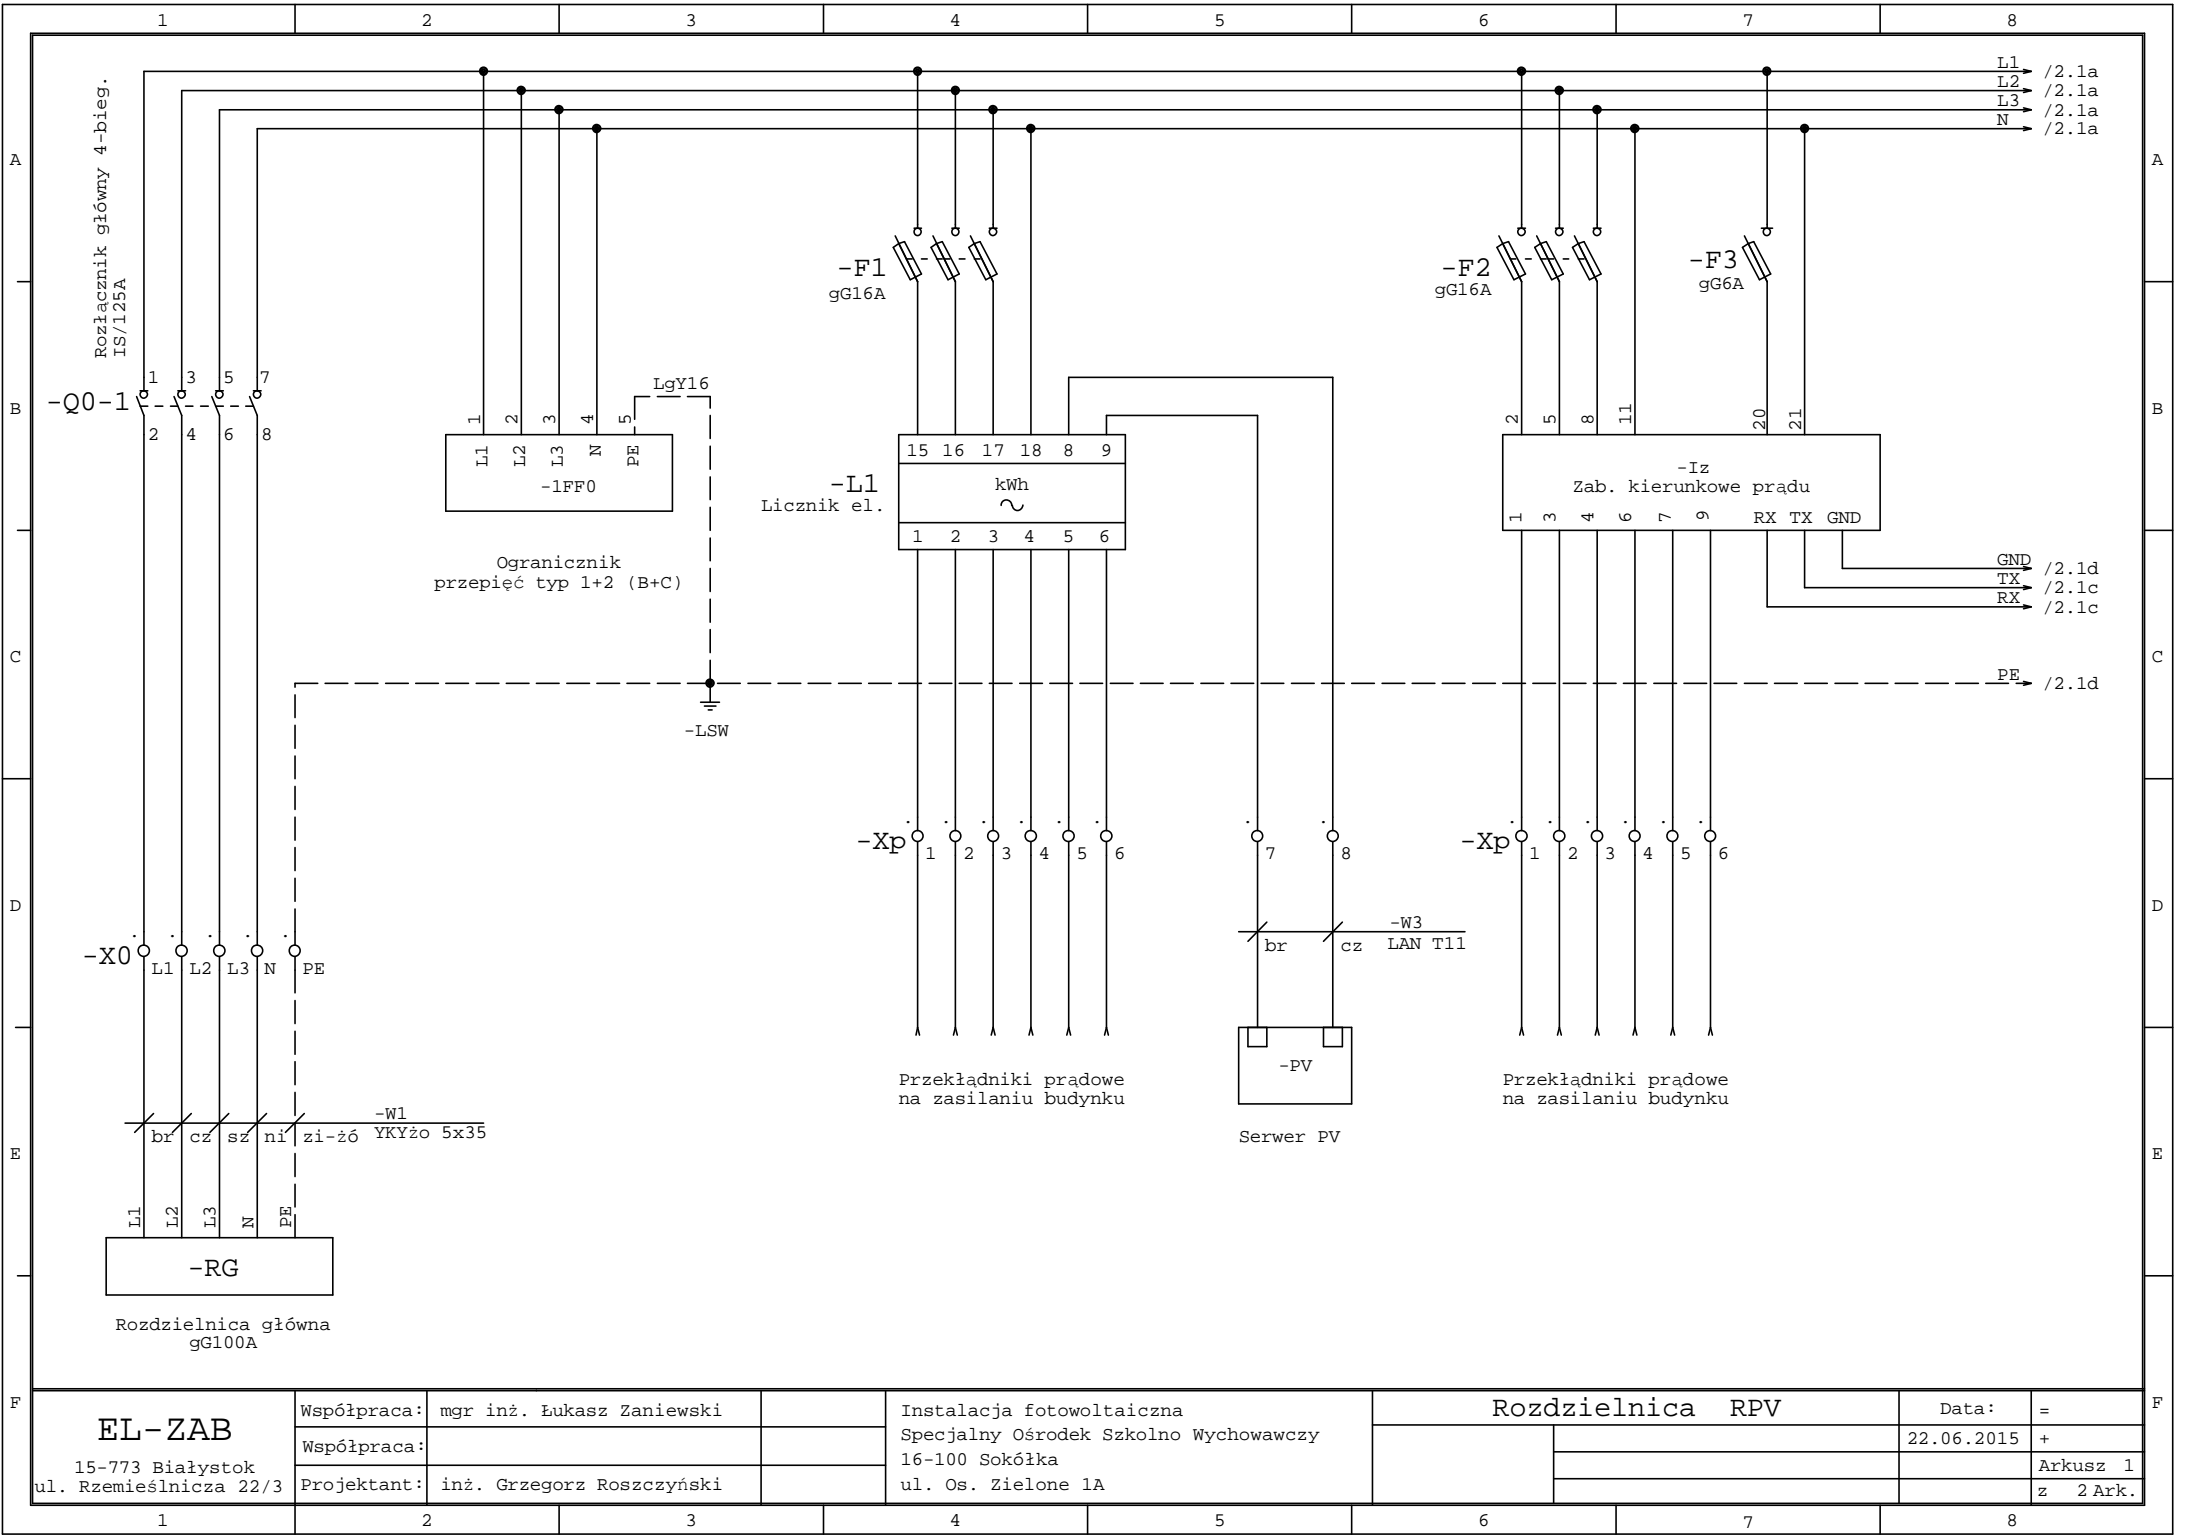 1 2 3 4 5 6 7 8
A
B
C
D
E
F
Rozłącznik główny 4-bieg.
IS/125A
-Q0-1
1 3 5 7
2 4 6 8
L1 /2.1a
L2 /2.1a
L3 /2.1a
N /2.1a
1 2 3 4 5
LgY16
L1 L2 L3 N PE
-1FF0
Ogranicznik
przepięć typ 1+2 (B+C)
-LSW
-F1
gG16A
-L1
Licznik el.
15 16 17 18 8 9
kWh
1 2 3 4 5 6
-F2
gG16A
-F3
gG6A
2 5 8 11 20 21
-Iz
Zab. kierunkowe prądu
1 3 4 6 7 9 RX TX GND
GND /2.1d
TX /2.1c
RX /2.1c
PE /2.1d
-Xp
1 2 3 4 5 6 7 8
-Xp
1 2 3 4 5 6
-X0
L1 L2 L3 N PE
-W3
br cz LAN T11
-PV
Serwer PV
Przekłądniki prądowe
na zasilaniu budynku
Przekłądniki prądowe
na zasilaniu budynku
-W1
br cz sz ni zi-żó YKYżo 5x35
L1 L2 L3 N PE
-RG
Rozdzielnica główna
gG100A
EL-ZAB
15-773 Białystok
ul. Rzemieślnicza 22/3
Współpraca: mgr inż. Łukasz Zaniewski
Współpraca:
Projektant: inż. Grzegorz Roszczyński
Instalacja fotowoltaiczna
Specjalny Ośrodek Szkolno Wychowawczy
16-100 Sokółka
ul. Os. Zielone 1A
Rozdzielnica RPV
Data:
22.06.2015
=
+
Arkusz 1
z 2 Ark.
A
B
C
D
E
F
1 2 3 4 5 6 7 8